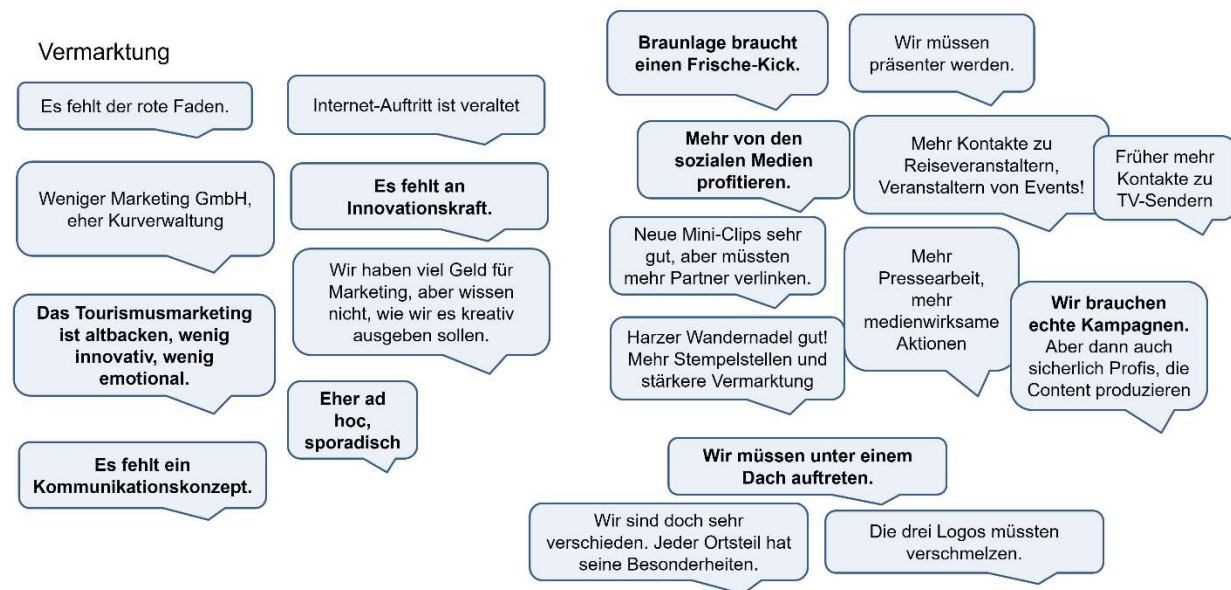 Vermarktung
Es fehlt der rote Faden.
Internet-Auftritt ist veraltet
Weniger Marketing GmbH,
eher Kurverwaltung
Es fehlt an
Innovationskraft.
Das Tourismusmarketing
ist altbacken, wenig
innovativ, wenig
emotional.
Wir haben viel Geld für
Marketing, aber wissen
nicht, wie wir es kreativ
ausgeben sollen.
Eher ad
hoc,
sporadisch
Es fehlt ein
Kommunikationskonzept.
Braunlage braucht
einen Frische-Kick.
Wir müssen
präsenter werden.
Mehr von den
sozialen Medien
profitieren.
Mehr Kontakte zu
Reiseveranstaltern,
Veranstaltern von Events!
Früher mehr
Kontakte zu
TV-Sendern
Neue Mini-Clips sehr
gut, aber müssten
mehr Partner verlinken.
Mehr
Pressearbeit,
mehr
medienwirksame
Aktionen
Wir brauchen
echte Kampagnen.
Aber dann auch
sicherlich Profis, die
Content produzieren
Harzer Wandernadel gut!
Mehr Stempelstellen und
stärkere Vermarktung
Wir müssen unter einem
Dach auftreten.
Wir sind doch sehr
verschieden. Jeder Ortsteil hat
seine Besonderheiten.
Die drei Logos müssten
verschmelzen.